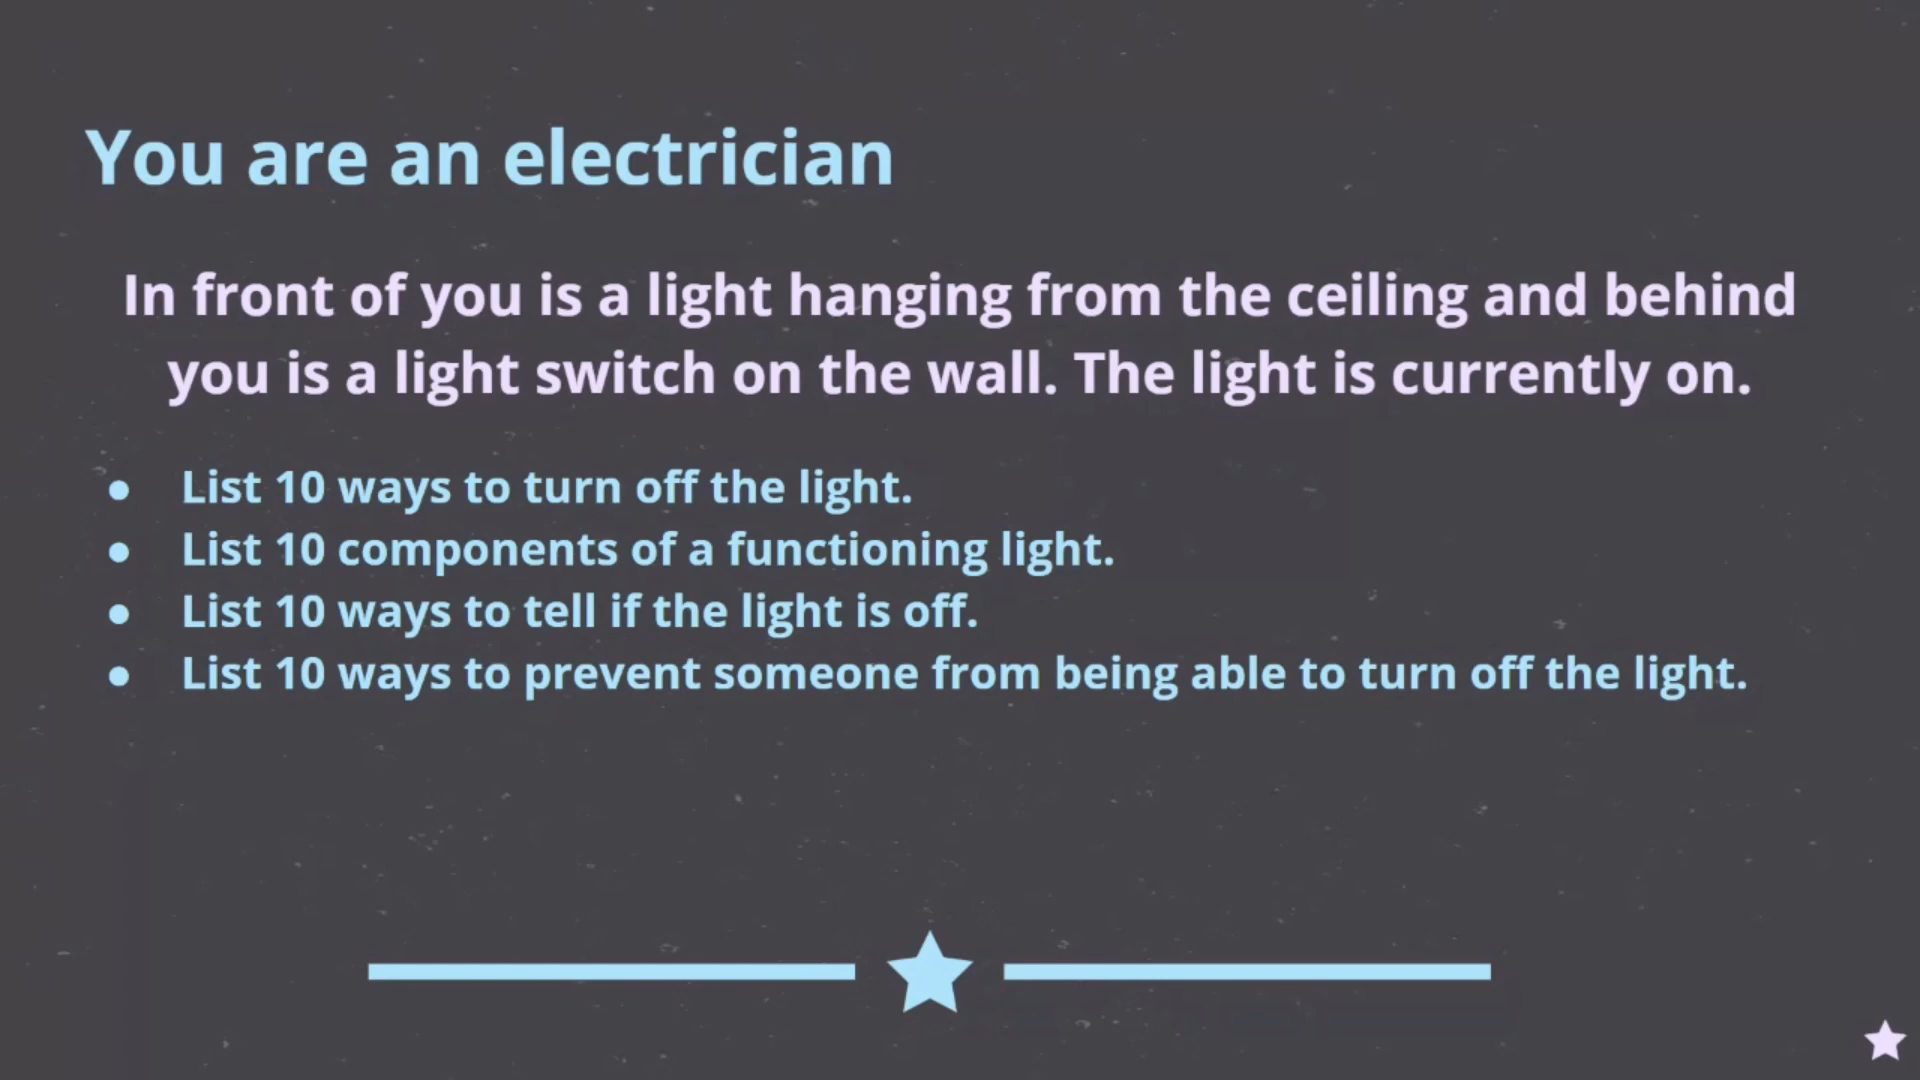 You are an electrician
In front of you is a light hanging from the ceiling and behind
you is a light switch on the wall. The light is currently on.
● List 10 ways to turn off the light.
● List 10 components of a functioning light.
● List 10 ways to tell if the light is off.
● List 10 ways to prevent someone from being able to turn off the light.